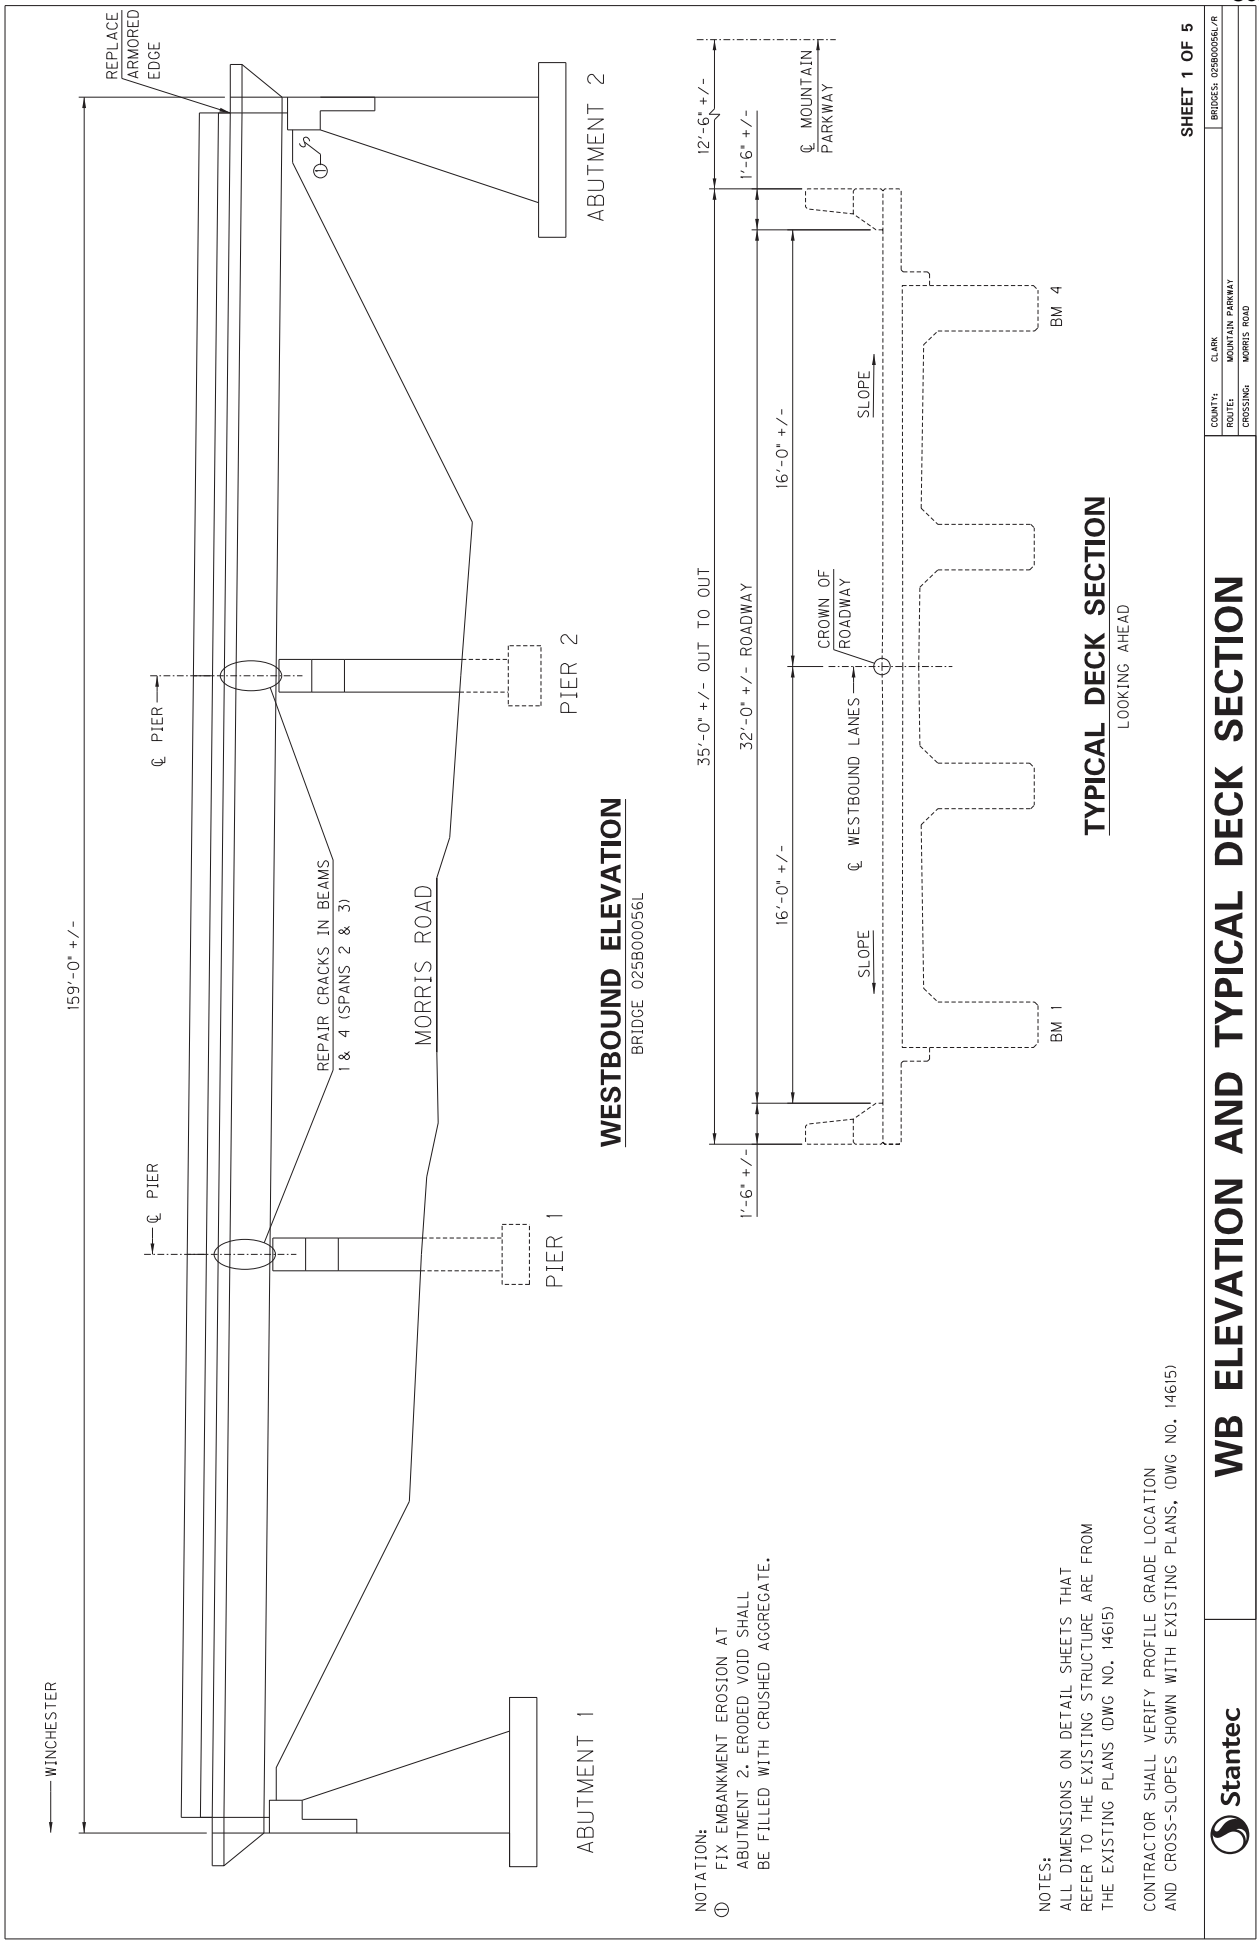 WINCHESTER
159'-0" +/-
REPLACE
ARMORED
EDGE
℄ PIER
℄ PIER
REPAIR CRACKS IN BEAMS
1 & 4 (SPANS 2 & 3)
1
MORRIS ROAD
ABUTMENT 1
PIER 1
PIER 2
ABUTMENT 2
WESTBOUND ELEVATION
BRIDGE 025B00056L
NOTATION:
1 FIX EMBANKMENT EROSION AT
ABUTMENT 2. ERODED VOID SHALL
BE FILLED WITH CRUSHED AGGREGATE.
35'-0" +/- OUT TO OUT
12'-6" +/-
1'-6" +/-
32'-0" +/- ROADWAY
1'-6" +/-
16'-0" +/-
16'-0" +/-
℄ MOUNTAIN
PARKWAY
CROWN OF
ROADWAY
℄ WESTBOUND LANES
SLOPE
SLOPE
BM 1
BM 4
TYPICAL DECK SECTION
LOOKING AHEAD
NOTES:
ALL DIMENSIONS ON DETAIL SHEETS THAT
REFER TO THE EXISTING STRUCTURE ARE FROM
THE EXISTING PLANS (DWG NO. 14615)
CONTRACTOR SHALL VERIFY PROFILE GRADE LOCATION
AND CROSS-SLOPES SHOWN WITH EXISTING PLANS, (DWG NO. 14615)
SHEET 1 OF 5
Stantec
WB ELEVATION AND TYPICAL DECK SECTION
COUNTY: CLARK
BRIDGES: 025B00056L/R
ROUTE: MOUNTAIN PARKWAY
CROSSING: MORRIS ROAD